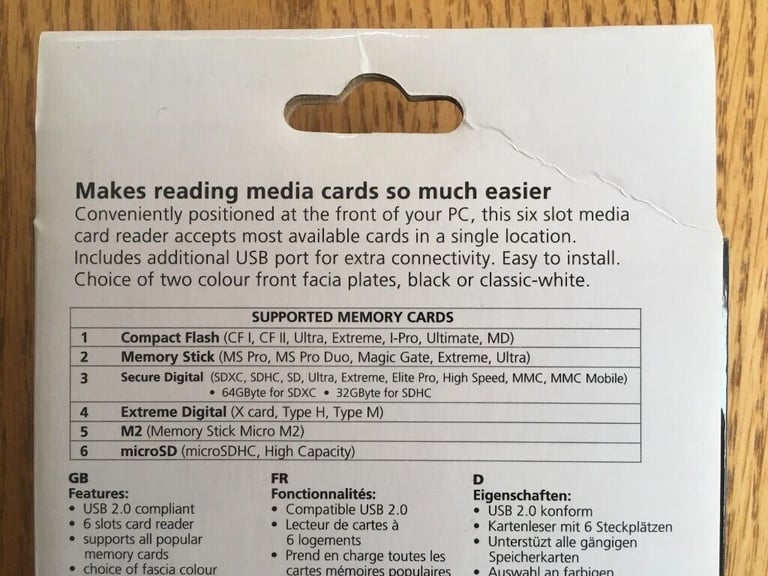 Makes reading media cards so much easier
Conveniently positioned at the front of your PC, this six slot media
card reader accepts most available cards in a single location.
Includes additional USB port for extra connectivity. Easy to install.
Choice of two colour front facia plates, black or classic-white.
SUPPORTED MEMORY CARDS
1 Compact Flash (CF I, CF II, Ultra, Extreme, I-Pro, Ultimate, MD)
2 Memory Stick (MS Pro, MS Pro Duo, Magic Gate, Extreme, Ultra)
3 Secure Digital (SDXC, SDHC, SD, Ultra, Extreme, Elite Pro, High Speed, MMC, MMC Mobile)
• 64GByte for SDXC • 32GByte for SDHC
4 Extreme Digital (X card, Type H, Type M)
5 M2 (Memory Stick Micro M2)
6 microSD (microSDHC, High Capacity)
GB
Features:
• USB 2.0 compliant
• 6 slots card reader
• supports all popular
memory cards
• choice of fascia colour
FR
Fonctionnalités:
• Compatible USB 2.0
• Lecteur de cartes à
6 logements
• Prend en charge toutes les
cartes mémoires populaires
D
Eigenschaften:
• USB 2.0 konform
• Kartenleser mit 6 Steckplätzen
• Unterstüzt alle gängigen
Speicherkarten
• Auswahl an farbigen